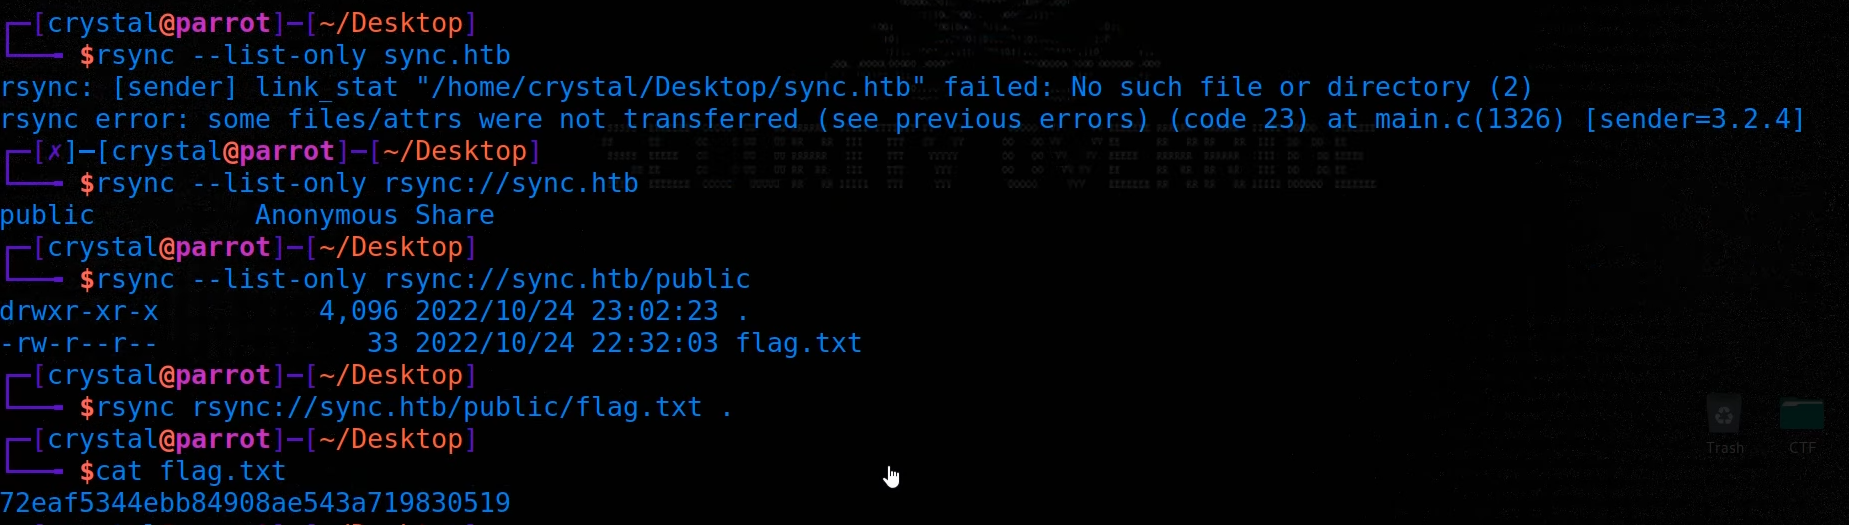 ┌─[crystal@parrot]─[~/Desktop]
└──╼ $rsync --list-only sync.htb
rsync: [sender] link_stat "/home/crystal/Desktop/sync.htb" failed: No such file or directory (2)
rsync error: some files/attrs were not transferred (see previous errors) (code 23) at main.c(1326) [sender=3.2.4]
┌─[✗]─[crystal@parrot]─[~/Desktop]
└──╼ $rsync --list-only rsync://sync.htb
public          Anonymous Share
┌─[crystal@parrot]─[~/Desktop]
└──╼ $rsync --list-only rsync://sync.htb/public
drwxr-xr-x          4,096 2022/10/24 23:02:23 .
-rw-r--r--             33 2022/10/24 22:32:03 flag.txt
┌─[crystal@parrot]─[~/Desktop]
└──╼ $rsync rsync://sync.htb/public/flag.txt .
┌─[crystal@parrot]─[~/Desktop]
└──╼ $cat flag.txt
72eaf5344ebb84908ae543a719830519
Trash
CTF